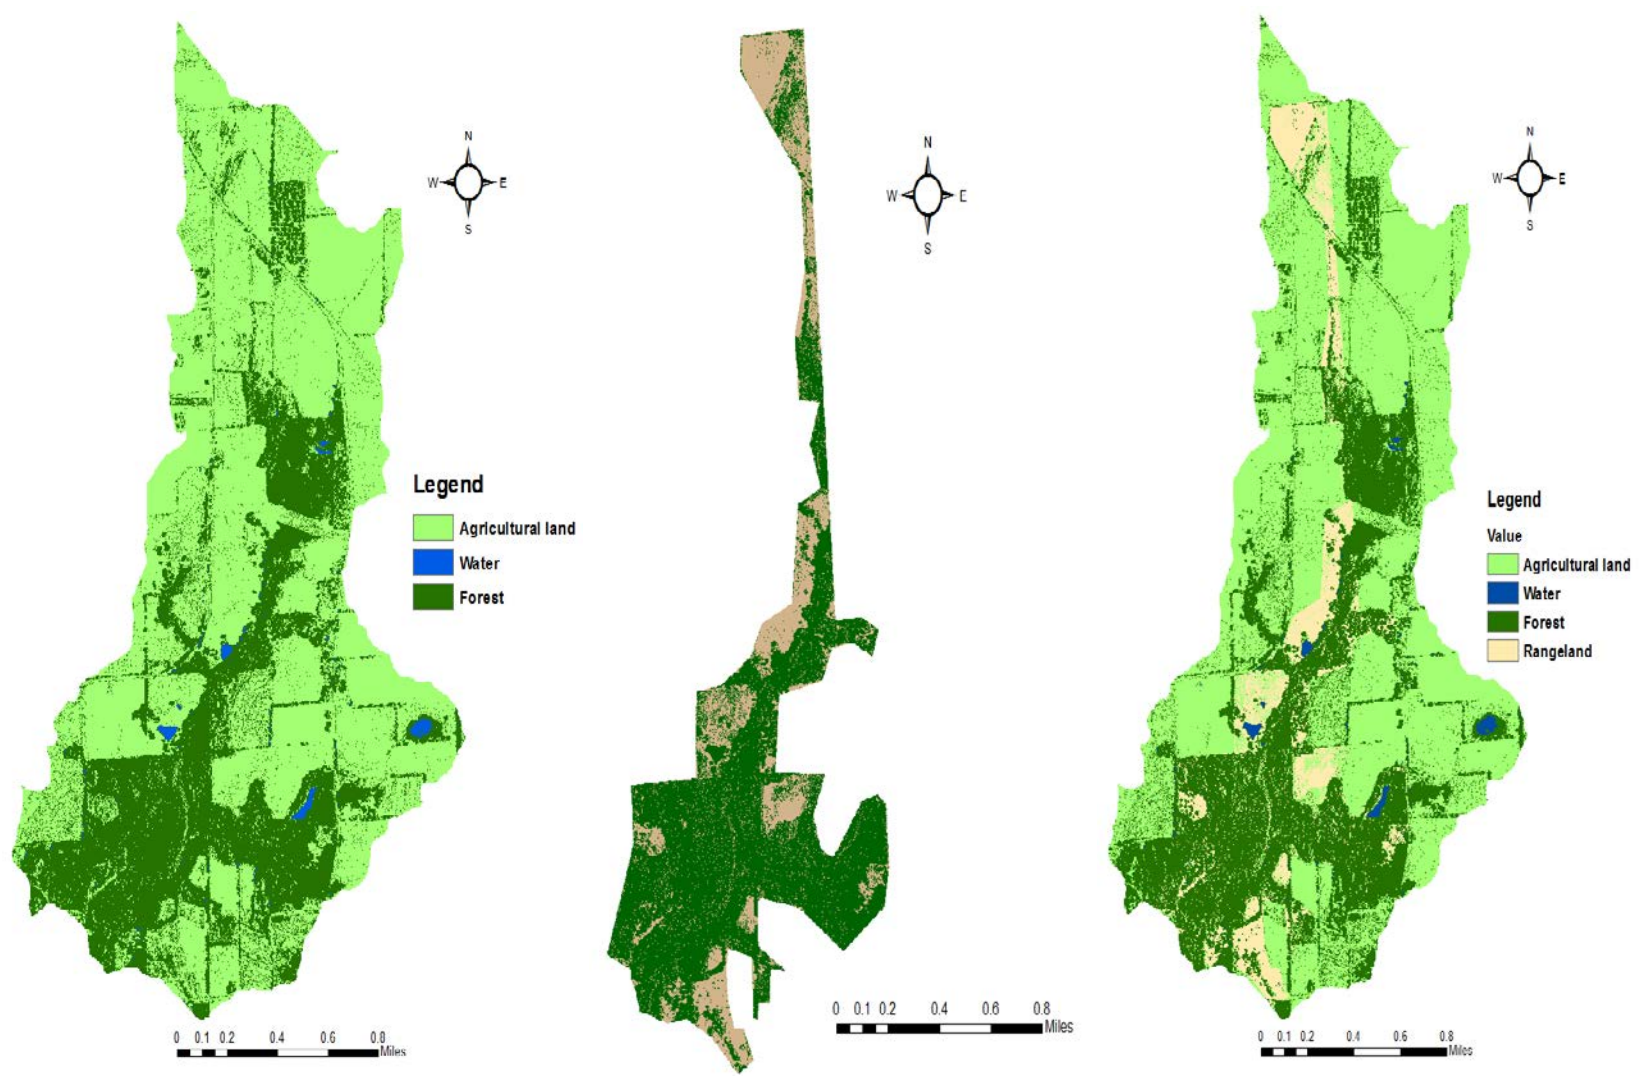 N
W E
S
Legend
Agricultural land
Water
Forest
0 0.1 0.2 0.4 0.6 0.8
Miles
N
W E
S
0 0.1 0.2 0.4 0.6 0.8
Miles
N
W E
S
Legend
Value
Agricultural land
Water
Forest
Rangeland
0 0.1 0.2 0.4 0.6 0.8
Miles